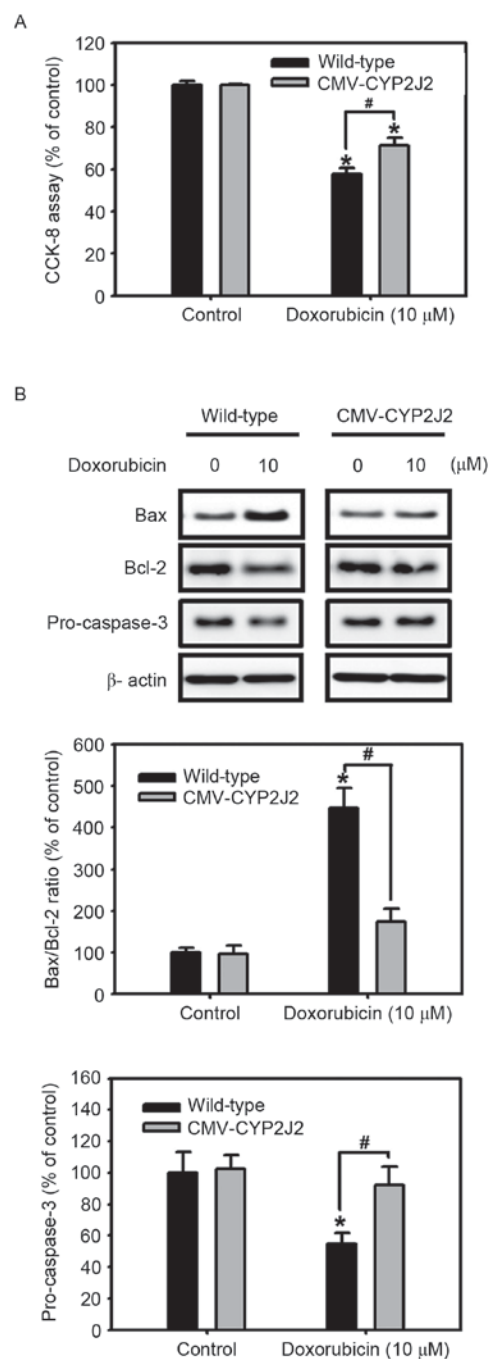 A
CCK-8 assay (% of control)
120
100
80
60
40
20
0
Wild-type
CMV-CYP2J2
#
* *
Control Doxorubicin (10 μM)
B
Wild-type CMV-CYP2J2
Doxorubicin 0 10 0 10 (μM)
Bax
Bcl-2
Pro-caspase-3
β- actin
Bax/Bcl-2 ratio (% of control)
600
500
400
300
200
100
0
Wild-type
CMV-CYP2J2
* #
Control Doxorubicin (10 μM)
Pro-caspase-3 (% of control)
160
140
120
100
80
60
40
20
0
Wild-type
CMV-CYP2J2
#
*
Control Doxorubicin (10 μM)